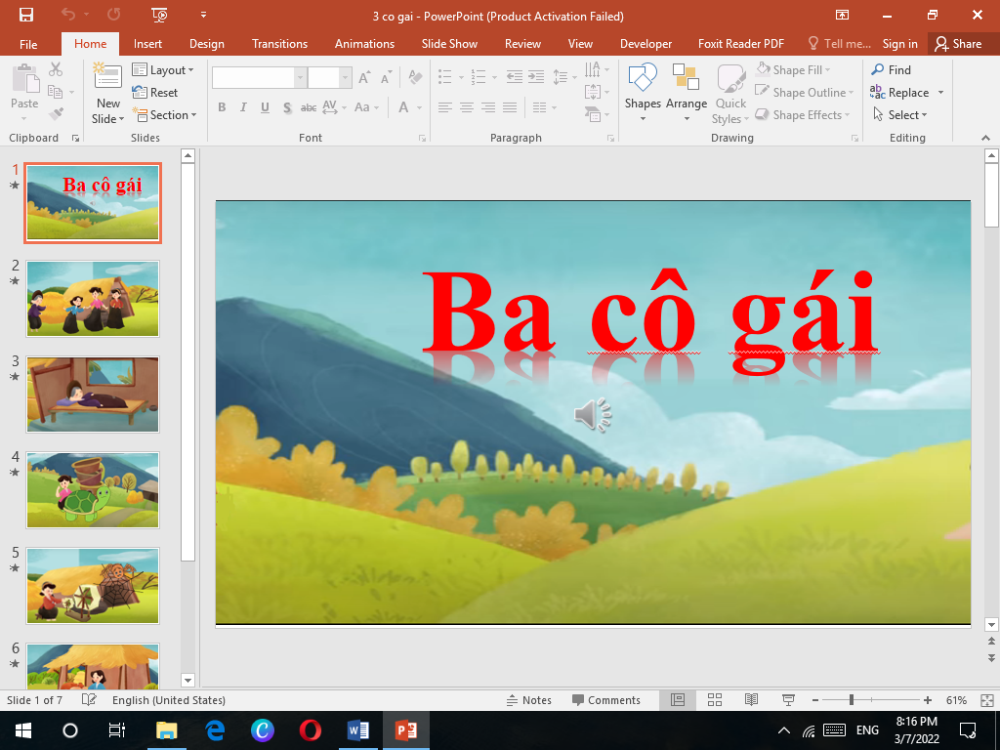 3 co gai - PowerPoint (Product Activation Failed)
File Home Insert Design Transitions Animations Slide Show Review View Developer Foxit Reader PDF Tell me... Sign in Share
Paste
Clipboard
New Slide
Layout
Reset
Section
Slides
B I U S abc AV Aa A
Font
Paragraph
Shapes Arrange Quick Styles
Shape Fill
Shape Outline
Shape Effects
Drawing
Find
Replace
Select
Editing
1
Ba cô gái
2
3
4
5
6
Ba cô gái
Slide 1 of 7 English (United States) Notes Comments 61%
ENG 8:16 PM
3/7/2022